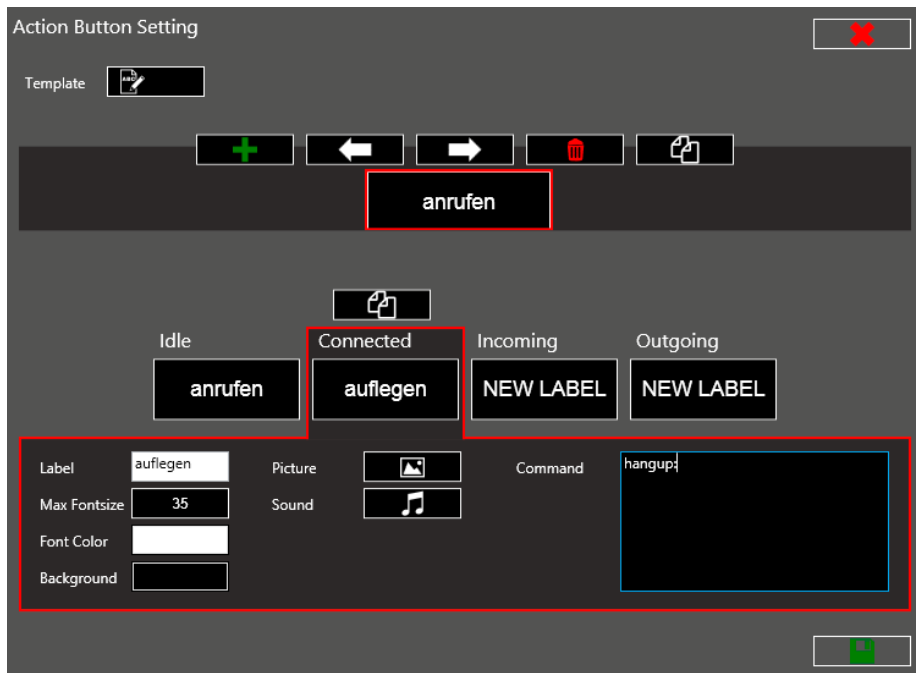 Action Button Setting
Template
ABC
anrufen
Idle
Connected
Incoming
Outgoing
anrufen
auflegen
NEW LABEL
NEW LABEL
Label
auflegen
Picture
Command
hangup:
Max Fontsize
35
Sound
Font Color
Background